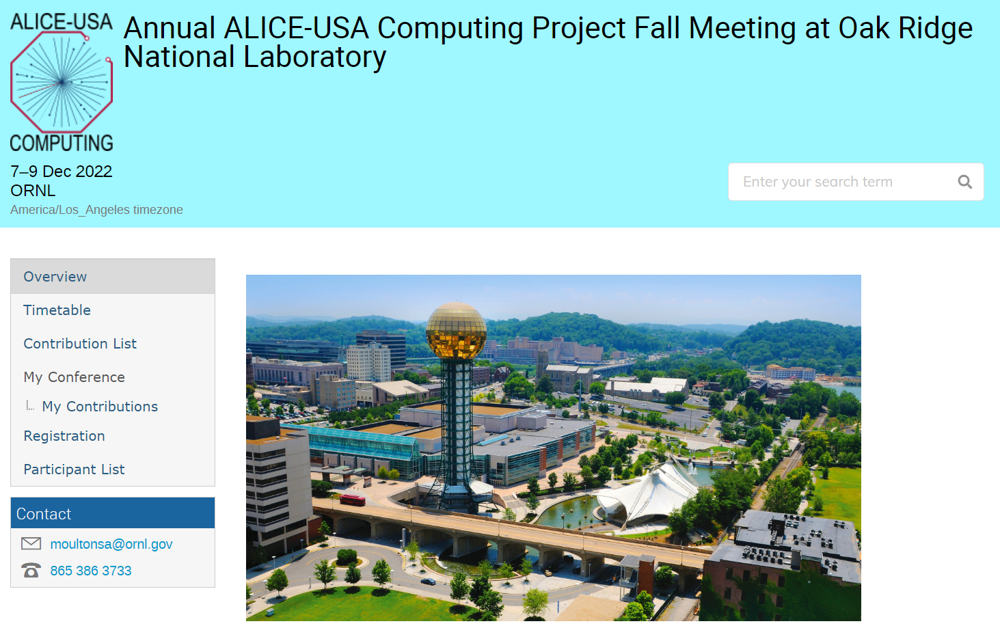 ALICE-USA
COMPUTING
Annual ALICE-USA Computing Project Fall Meeting at Oak Ridge
National Laboratory
7–9 Dec 2022
ORNL
America/Los_Angeles timezone
Enter your search term
Overview
Timetable
Contribution List
My Conference
My Contributions
Registration
Participant List
Contact
moultonsa@ornl.gov
865 386 3733